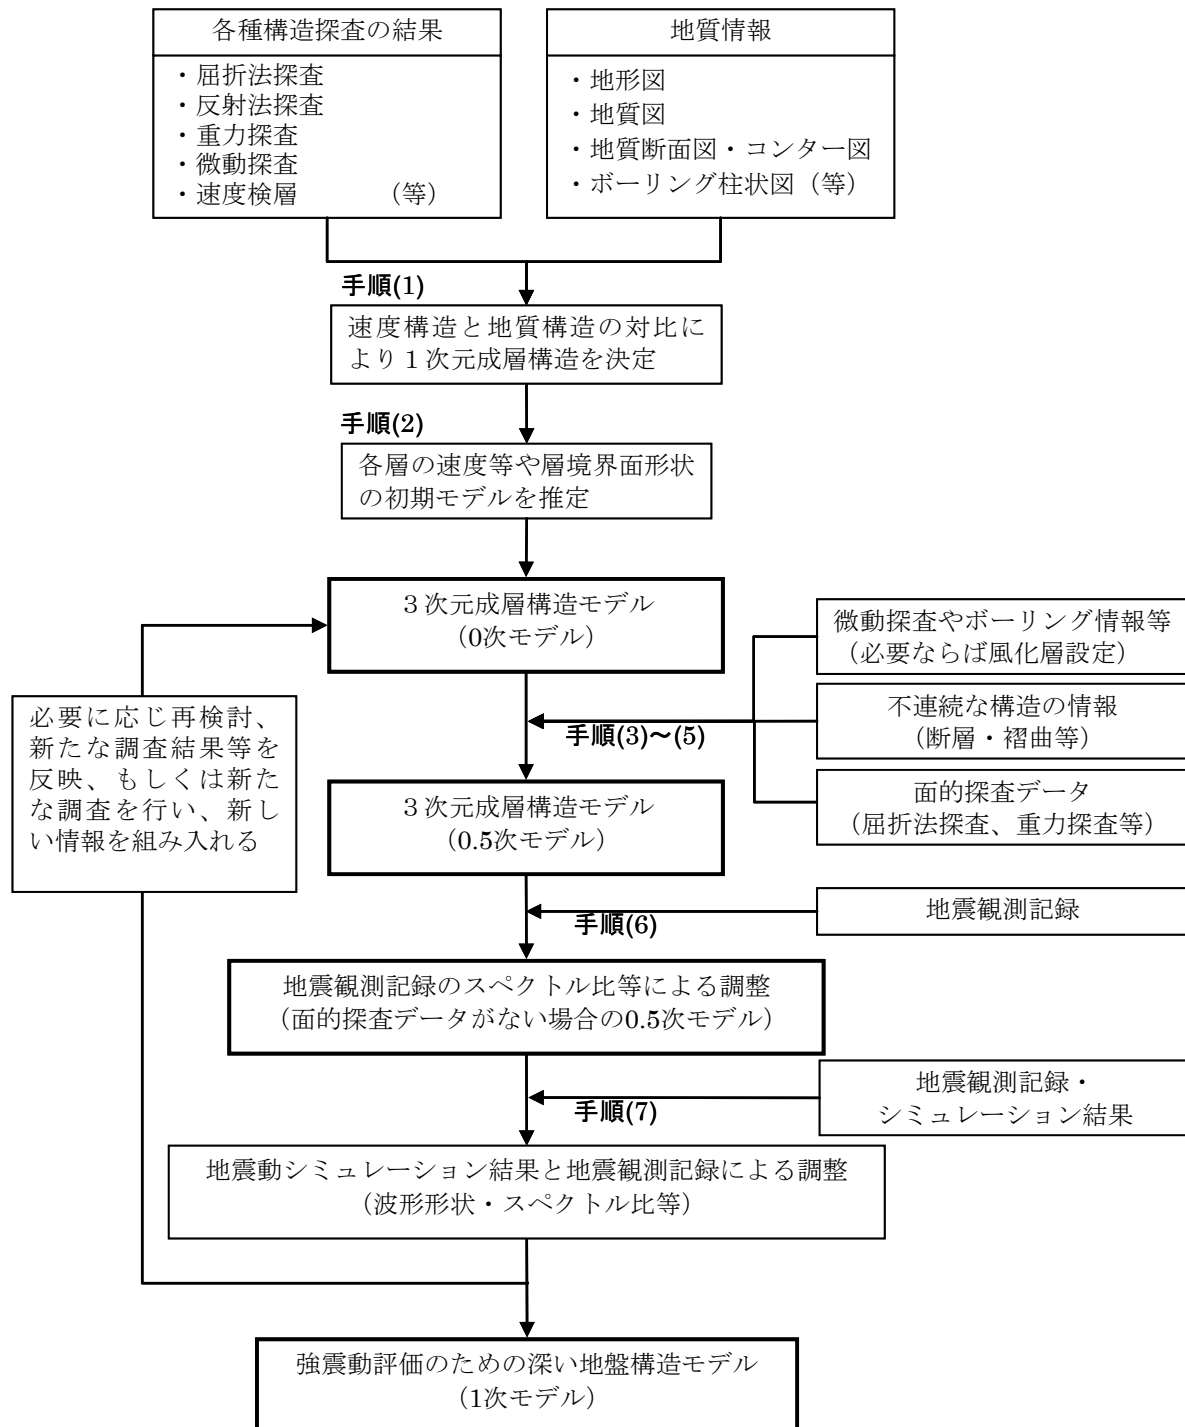 各種構造探査の結果
・屈折法探査
・反射法探査
・重力探査
・微動探査
・速度検層 (等)
地質情報
・地形図
・地質図
・地質断面図・コンター図
・ボーリング柱状図(等)
手順(1)
速度構造と地質構造の対比に
より1次元成層構造を決定
手順(2)
各層の速度等や層境界面形状
の初期モデルを推定
3次元成層構造モデル
(0次モデル)
微動探査やボーリング情報等
(必要ならば風化層設定)
不連続な構造の情報
(断層・褶曲等)
面的探査データ
(屈折法探査、重力探査等)
手順(3)~(5)
必要に応じ再検討、
新たな調査結果等を
反映、もしくは新た
な調査を行い、新し
い情報を組み入れる
3次元成層構造モデル
(0.5次モデル)
地震観測記録
手順(6)
地震観測記録のスペクトル比等による調整
(面的探査データがない場合の0.5次モデル)
地震観測記録・
シミュレーション結果
手順(7)
地震動シミュレーション結果と地震観測記録による調整
(波形形状・スペクトル比等)
強震動評価のための深い地盤構造モデル
(1次モデル)